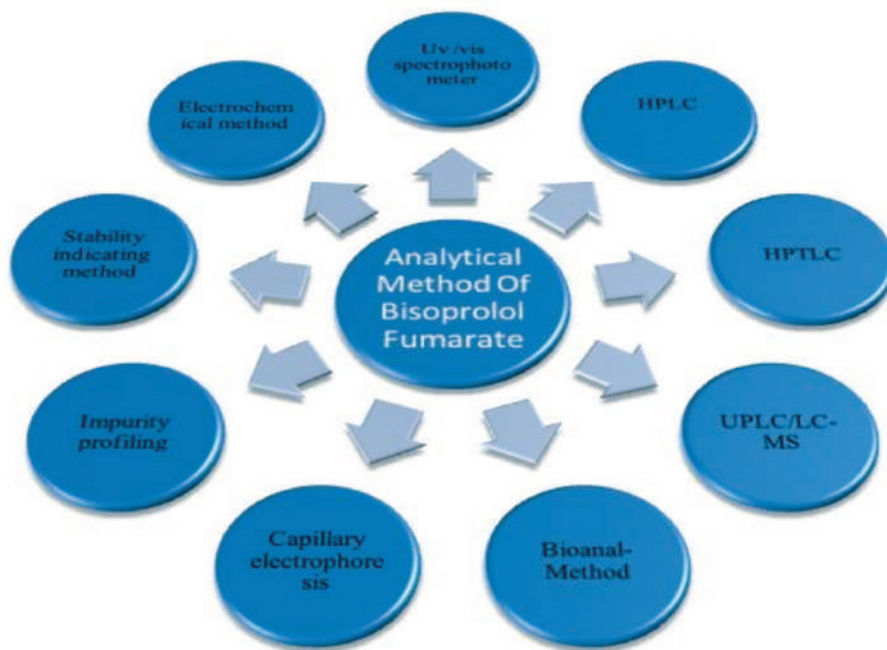 Uv/vis
spectrophoto
meter
HPLC
HPTLC
UPLC/LC-
MS
Bioanal-
Method
Capillary
electrophore
sis
Impurity
profiling
Stability
indicating
method
Electrochem
ical method
Analytical
Method Of
Bisoprolol
Fumarate